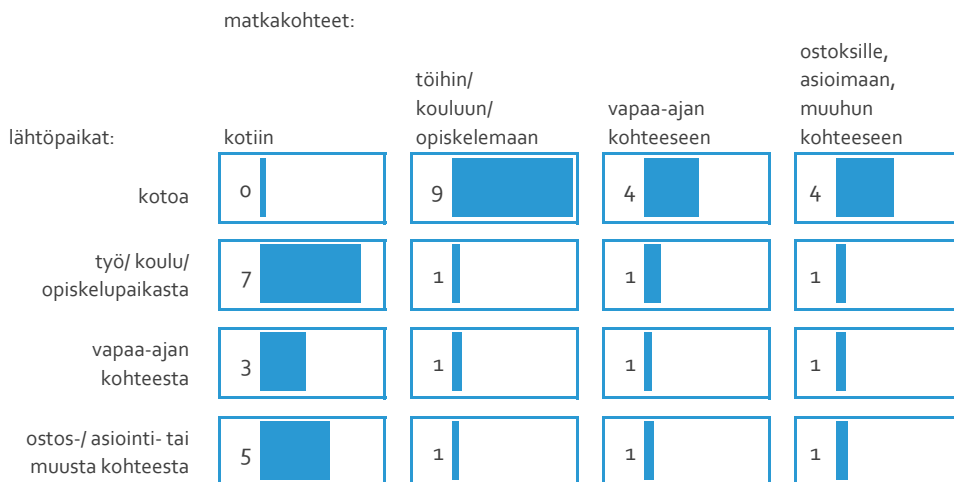 matkakohteet:
lähtöpaikat:
kotiin
töihin/
kouluun/
opiskelemaan
vapaa-ajan
kohteeseen
ostoksille,
asioimaan,
muuhun
kohteeseen
kotoa
0
9
4
4
työ/ koulu/
opiskelupaikasta
7
1
1
1
vapaa-ajan
kohteesta
3
1
1
1
ostos-/ asiointi- tai
muusta kohteesta
5
1
1
1